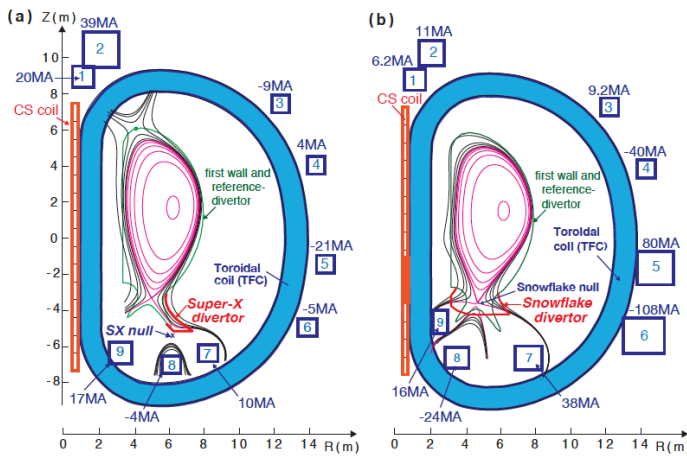 (a)
Z(m)
39MA
2
20MA
1
CS coil
-9MA
3
4MA
4
first wall and
reference-
divertor
-21MA
5
Toroidal
coil (TFC)
Super-X
divertor
-5MA
6
SX null
9
8
7
17MA
-4MA
10MA
10
8
6
4
2
0
-2
-4
-6
-8
0 2 4 6 8 10 12 14 R(m)
(b)
11MA
2
6.2MA
1
CS coil
9.2MA
3
-40MA
4
first wall and
reference-
divertor
Toroidal
coil (TFC)
80MA
5
Snowflake null
Snowflake
divertor
-108MA
6
9
8
7
16MA
-24MA
38MA
0 2 4 6 8 10 12 14 R(m)